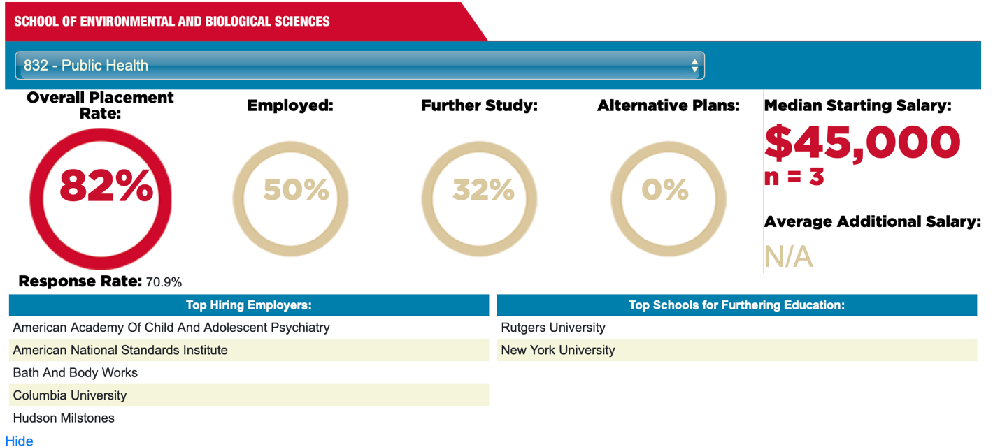 SCHOOL OF ENVIRONMENTAL AND BIOLOGICAL SCIENCES
832 - Public Health
Overall Placement
Rate:
82%
Response Rate: 70.9%
Employed:
50%
Further Study:
32%
Alternative Plans:
0%
Median Starting Salary:
$45,000
n = 3
Average Additional Salary:
N/A
Top Hiring Employers:
American Academy Of Child And Adolescent Psychiatry
American National Standards Institute
Bath And Body Works
Columbia University
Hudson Milstones
Top Schools for Furthering Education:
Rutgers University
New York University
Hide